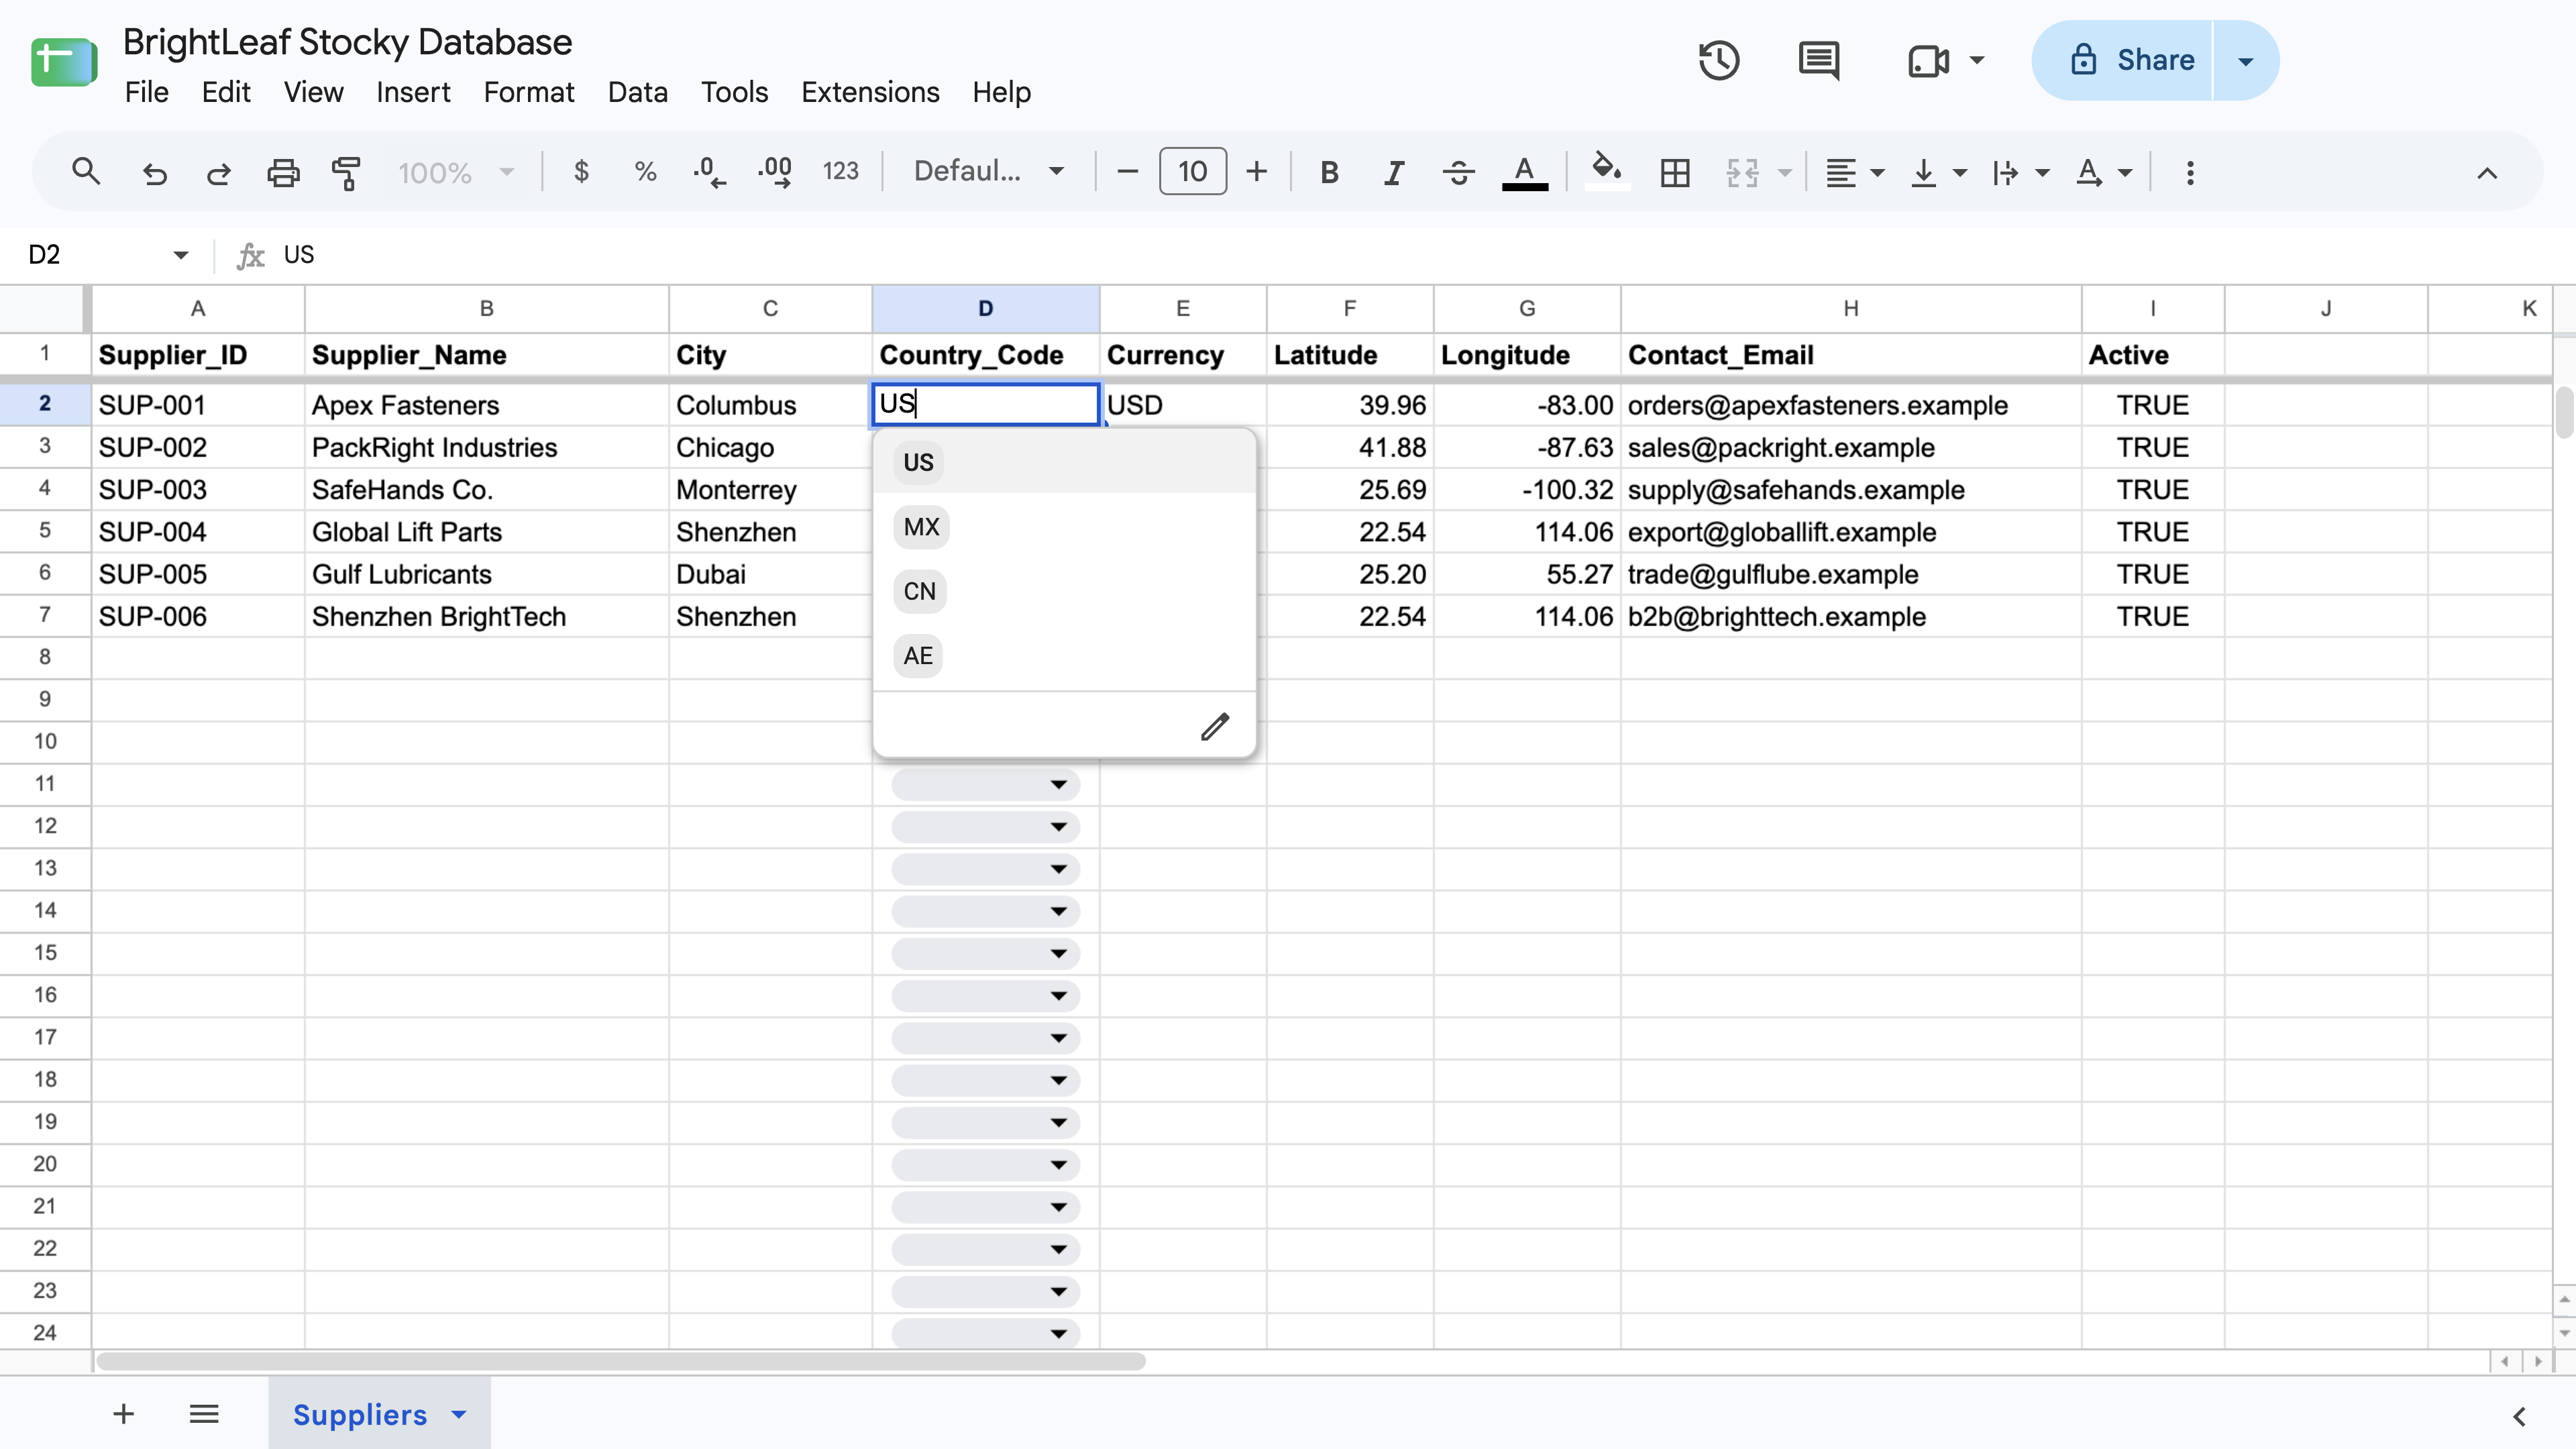 BrightLeaf Stocky Database
File Edit View Insert Format Data Tools Extensions Help
Share
100% $ % .0 .00 123 Defaul... 10 B I S A A
D2 fx US
A B C D E F G H I J K
1 Supplier_ID Supplier_Name City Country_Code Currency Latitude Longitude Contact_Email Active
2 SUP-001 Apex Fasteners Columbus US USD 39.96 -83.00 orders@apexfasteners.example TRUE
3 SUP-002 PackRight Industries Chicago 41.88 -87.63 sales@packright.example TRUE
US
4 SUP-003 SafeHands Co. Monterrey 25.69 -100.32 supply@safehands.example TRUE
MX
5 SUP-004 Global Lift Parts Shenzhen 22.54 114.06 export@globallift.example TRUE
6 SUP-005 Gulf Lubricants Dubai 25.20 55.27 trade@gulflube.example TRUE
CN
7 SUP-006 Shenzhen BrightTech Shenzhen 22.54 114.06 b2b@brighttech.example TRUE
8
AE
9
10
11
12
13
14
15
16
17
18
19
20
21
22
23
24
Suppliers